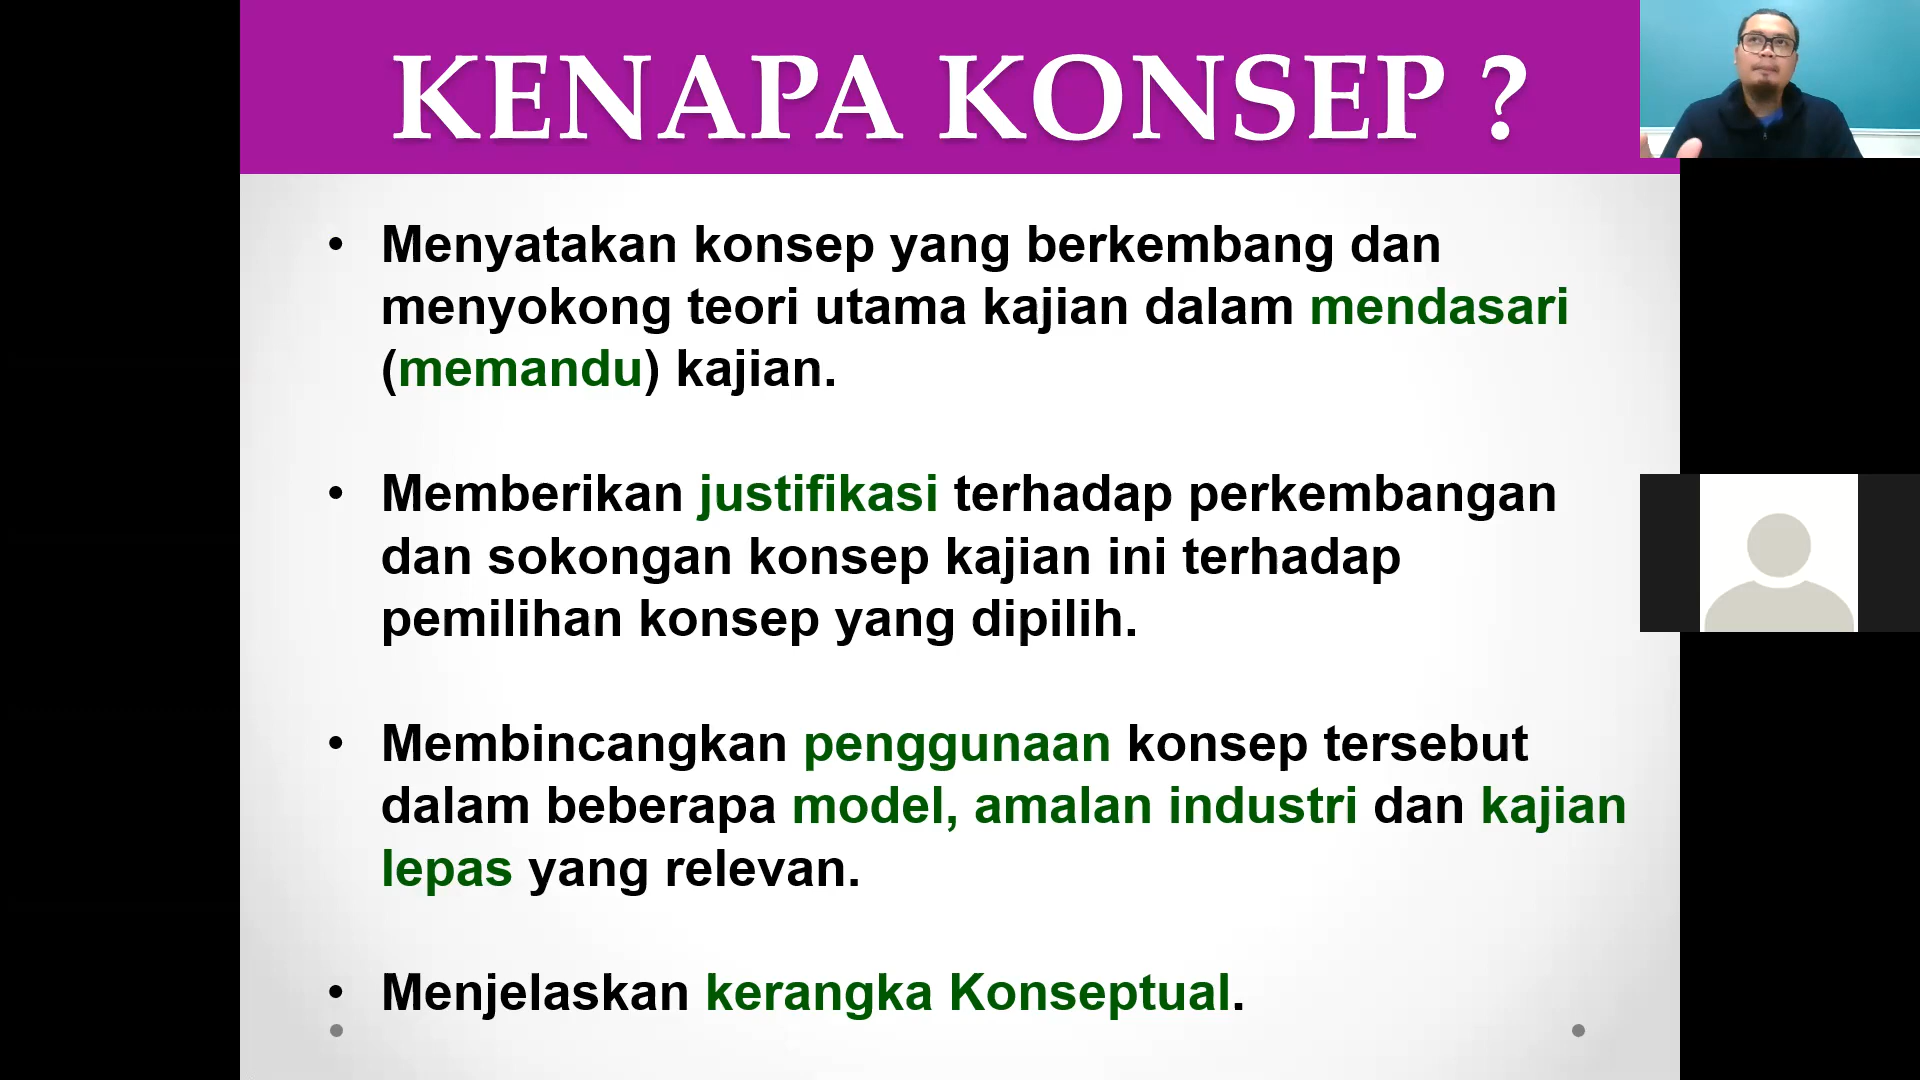 KENAPA KONSEP ?
• Menyatakan konsep yang berkembang dan
menyokong teori utama kajian dalam mendasari
(memandu) kajian.
• Memberikan justifikasi terhadap perkembangan
dan sokongan konsep kajian ini terhadap
pemilihan konsep yang dipilih.
• Membincangkan penggunaan konsep tersebut
dalam beberapa model, amalan industri dan kajian
lepas yang relevan.
• Menjelaskan kerangka Konseptual.